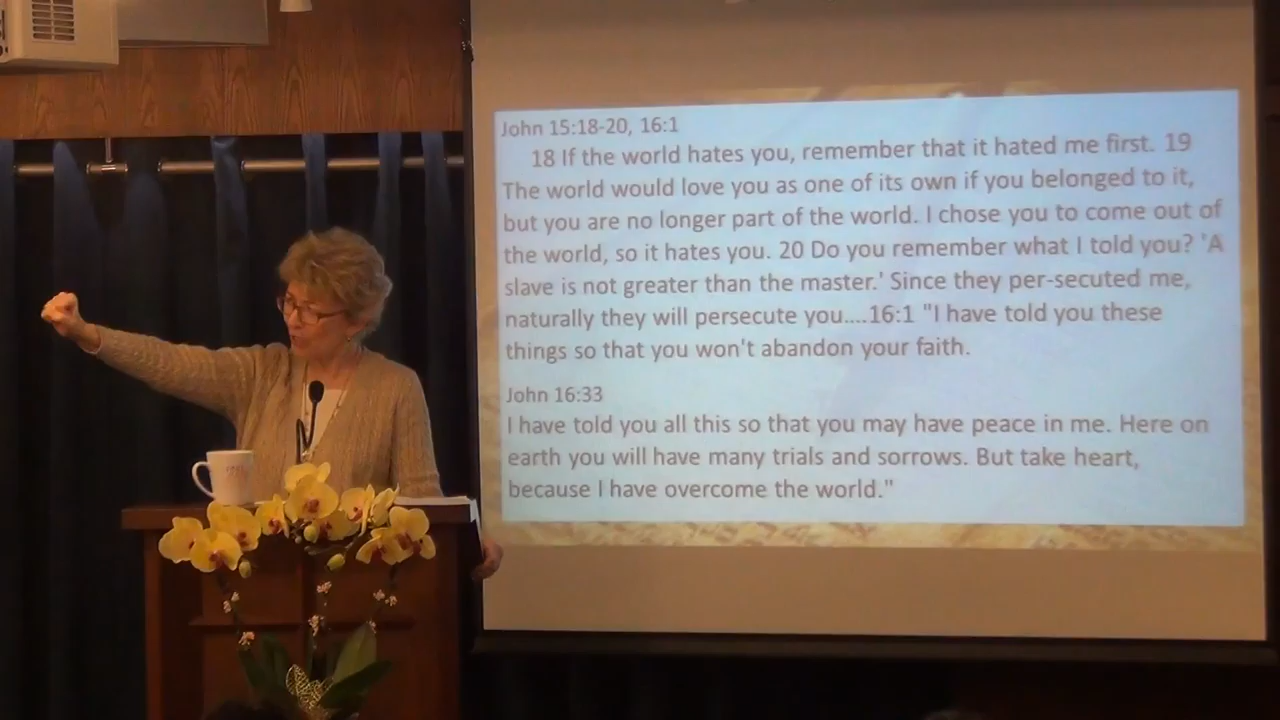 John 15:18-20, 16:1
18 If the world hates you, remember that it hated me first. 19
The world would love you as one of its own if you belonged to it,
but you are no longer part of the world. I chose you to come out of
the world, so it hates you. 20 Do you remember what I told you? 'A
slave is not greater than the master.' Since they per-secuted me,
naturally they will persecute you....16:1 "I have told you these
things so that you won't abandon your faith.
John 16:33
I have told you all this so that you may have peace in me. Here on
earth you will have many trials and sorrows. But take heart,
because I have overcome the world."